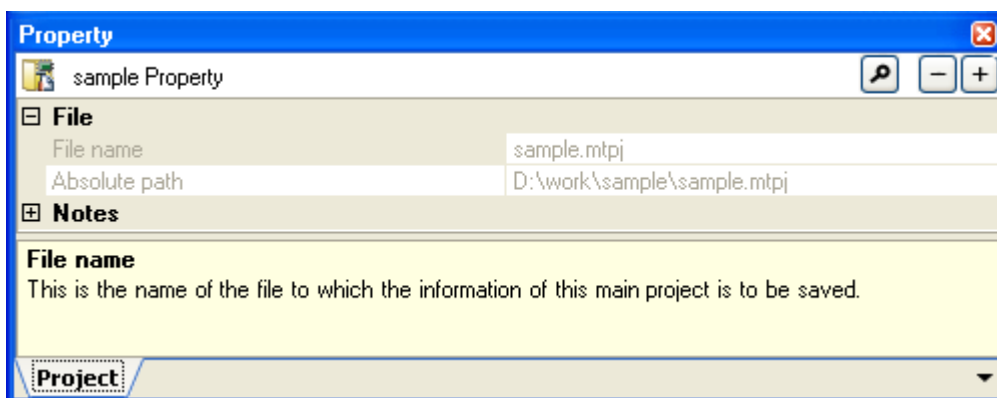 Property
sample Property
File
File name sample.mtpj
Absolute path D:\work\sample\sample.mtpj
Notes
File name
This is the name of the file to which the information of this main project is to be saved.
Project